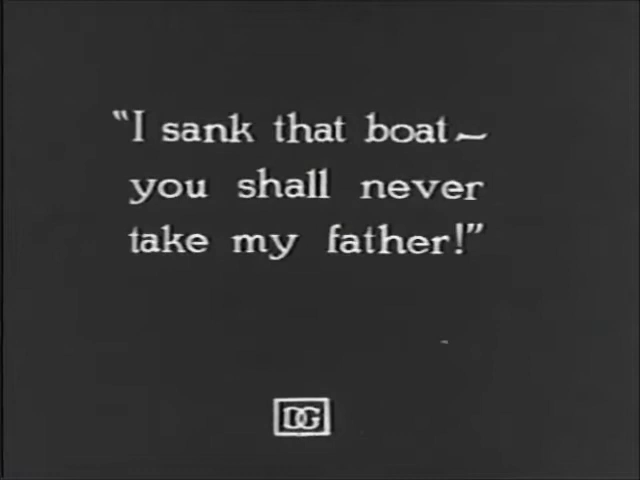 "I sank that boat ~
you shall never
take my father!"
DG